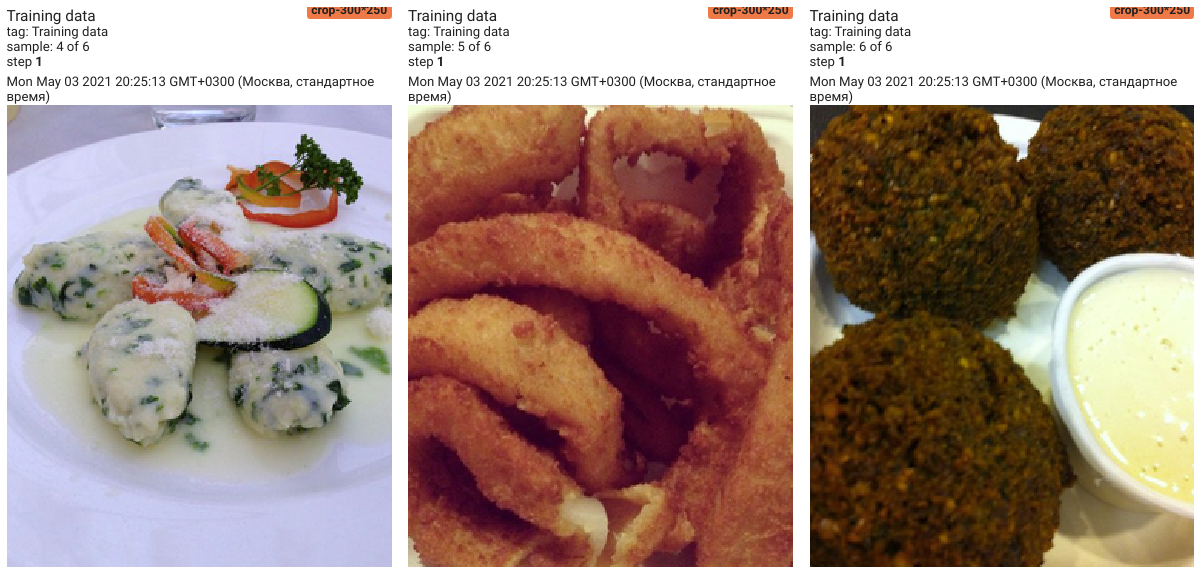 Training data
crop-300*250
tag: Training data
sample: 4 of 6
step 1
Mon May 03 2021 20:25:13 GMT+0300 (Москва, стандартное
время)
Training data
crop-300*250
tag: Training data
sample: 5 of 6
step 1
Mon May 03 2021 20:25:13 GMT+0300 (Москва, стандартное
время)
Training data
crop-300*250
tag: Training data
sample: 6 of 6
step 1
Mon May 03 2021 20:25:13 GMT+0300 (Москва, стандартное
время)